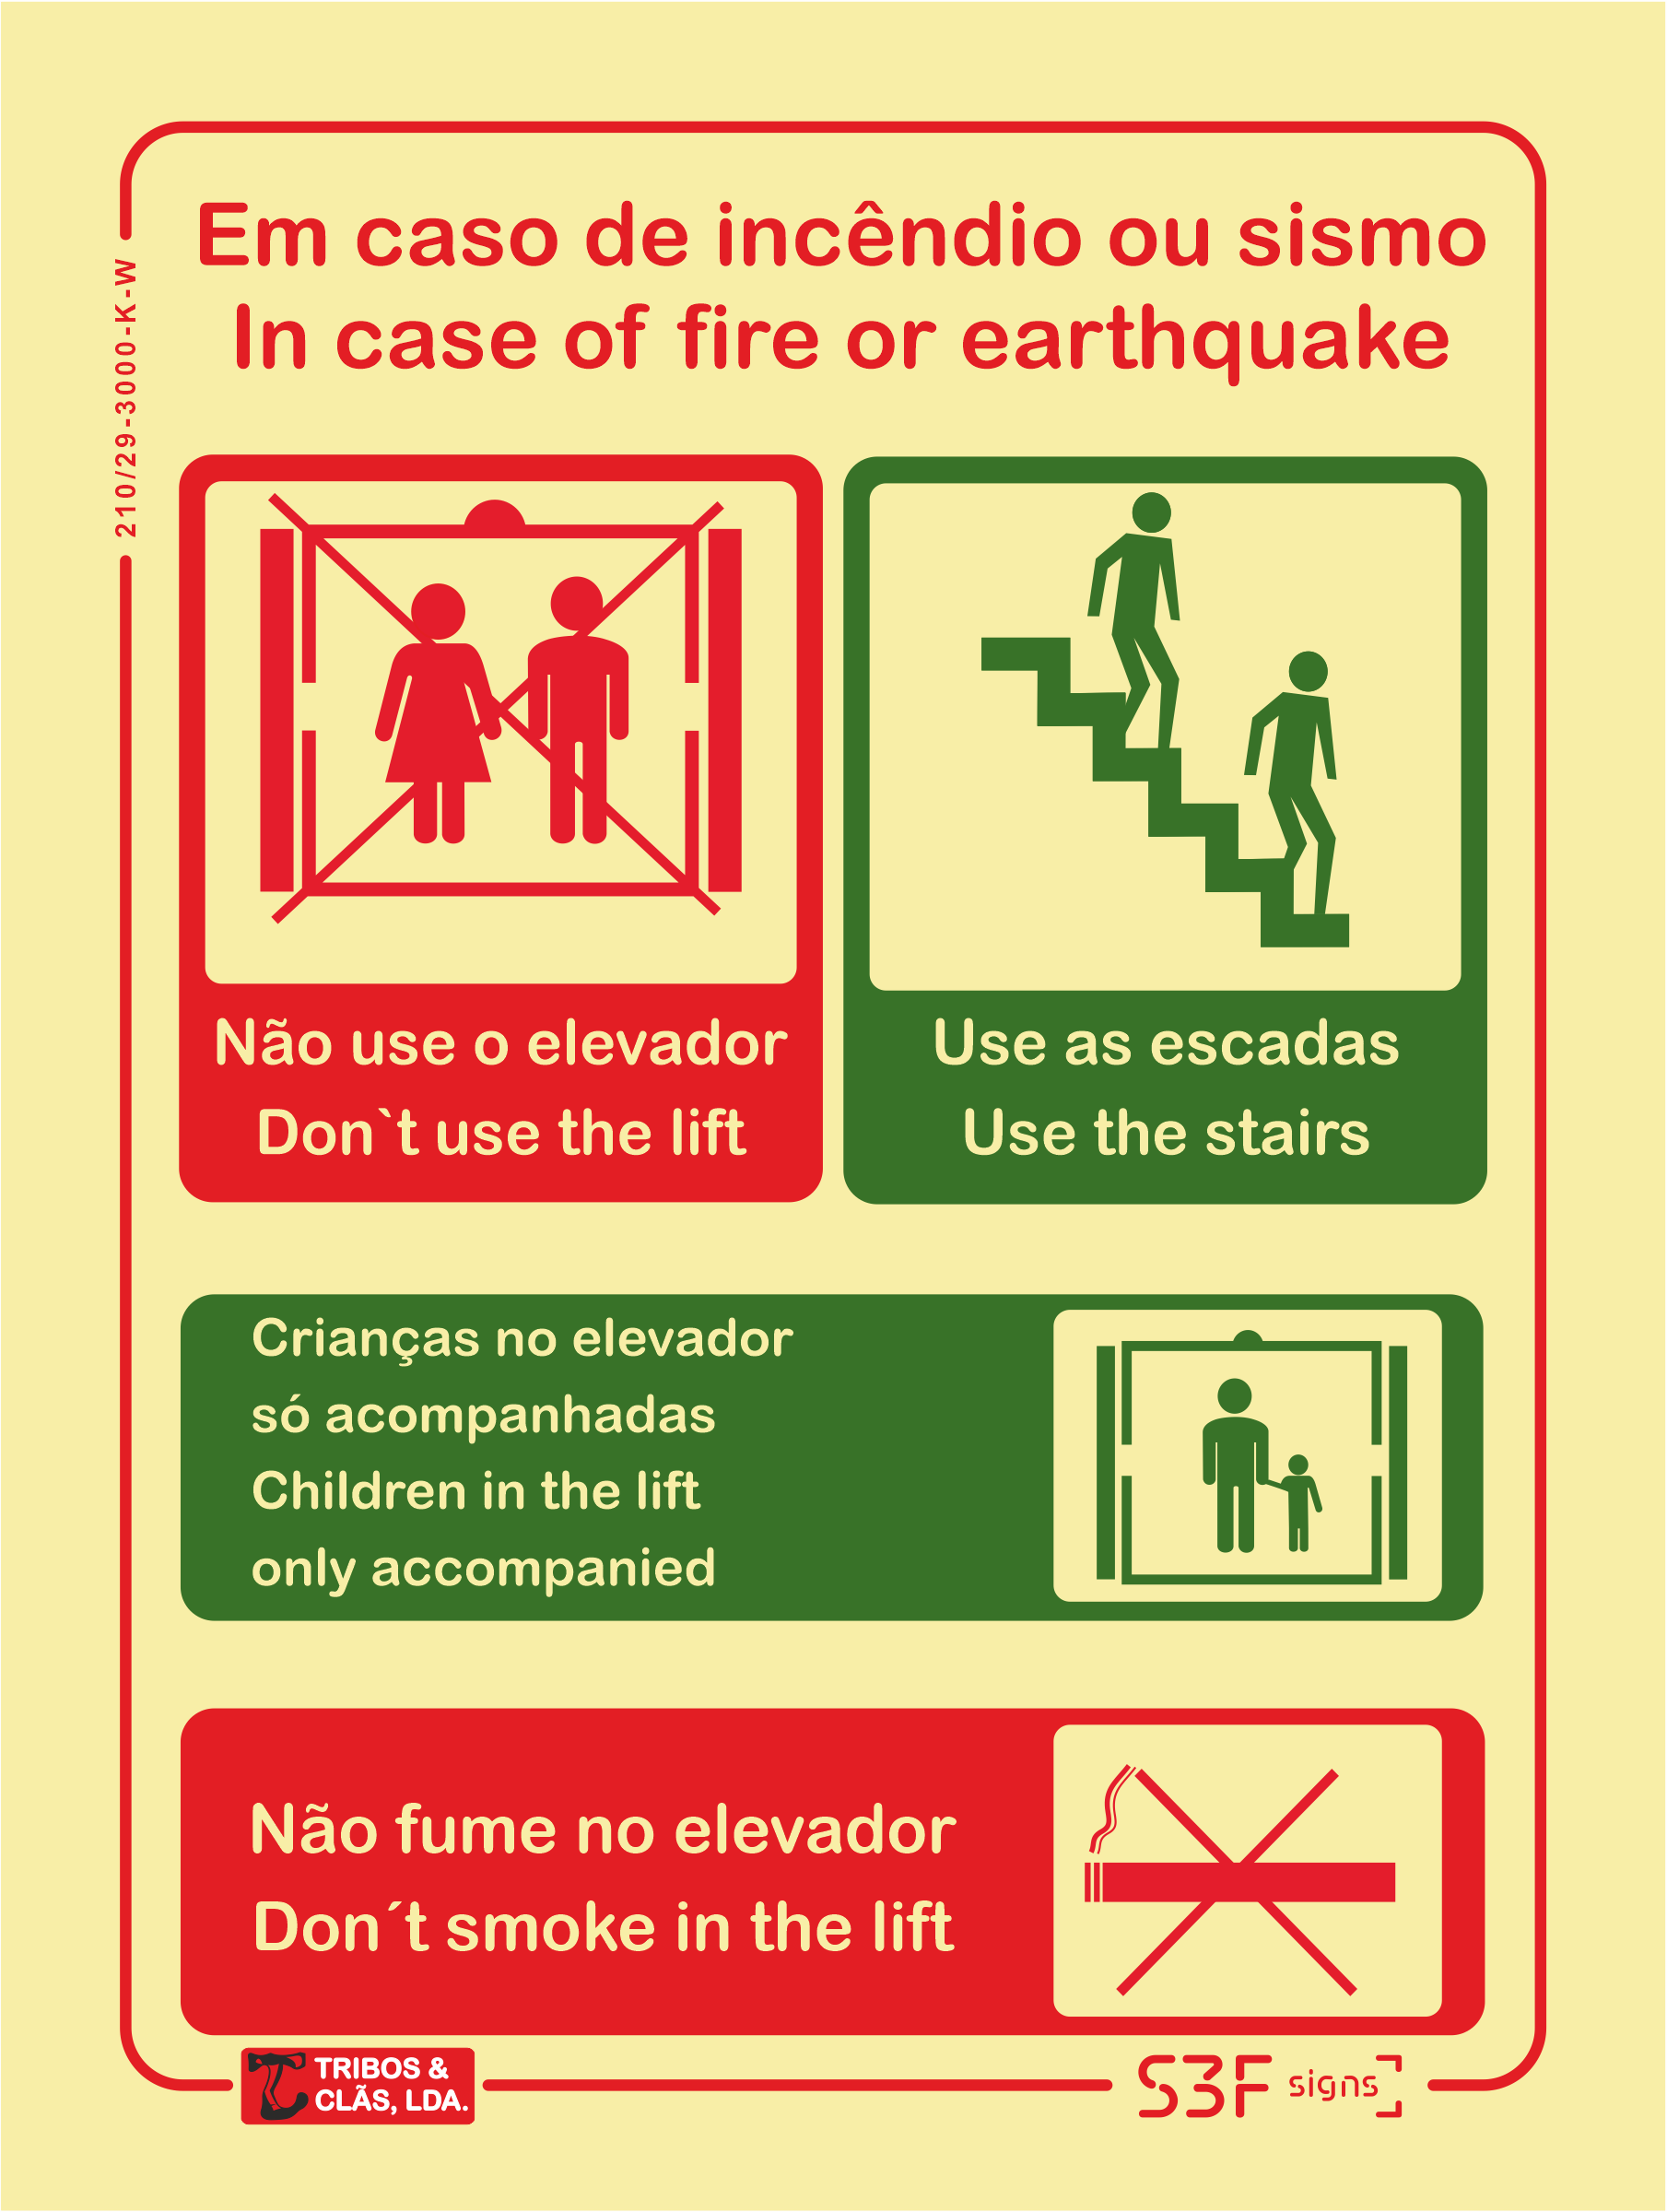 Em caso de incêndio ou sismo
In case of fire or earthquake
210/29-3000-K-W
Não use o elevador
Don`t use the lift
Use as escadas
Use the stairs
Crianças no elevador
só acompanhadas
Children in the lift
only accompanied
Não fume no elevador
Don´t smoke in the lift
TRIBOS &
CLÃS, LDA.
S3F signs